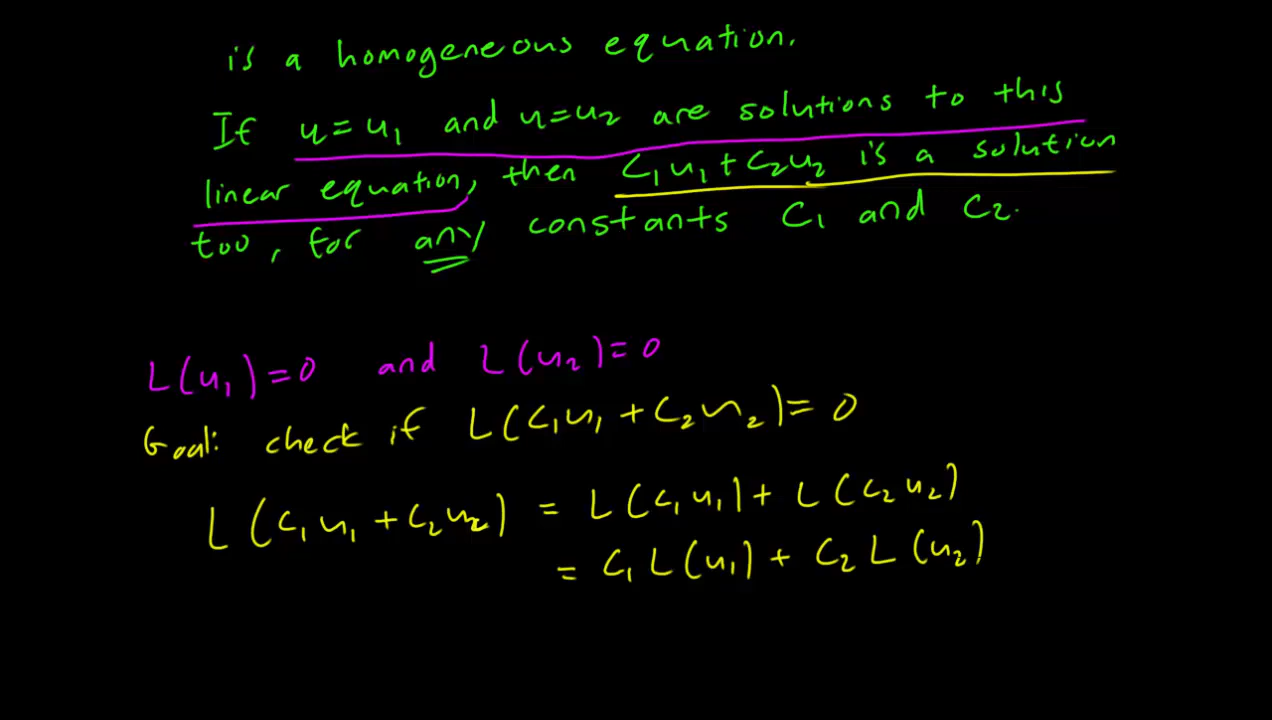 is a homogeneous equation.
If u=u₁ and u=u₂ are solutions to this
linear equation, then C₁u₁+C₂u₂ is a solution
too, for any constants C₁ and C₂.
L(u₁)=0 and L(u₂)=0
Goal: check if L(C₁u₁+C₂u₂)=0
L(C₁u₁+C₂u₂) = L(C₁u₁)+L(C₂u₂)
= C₁L(u₁)+C₂L(u₂)